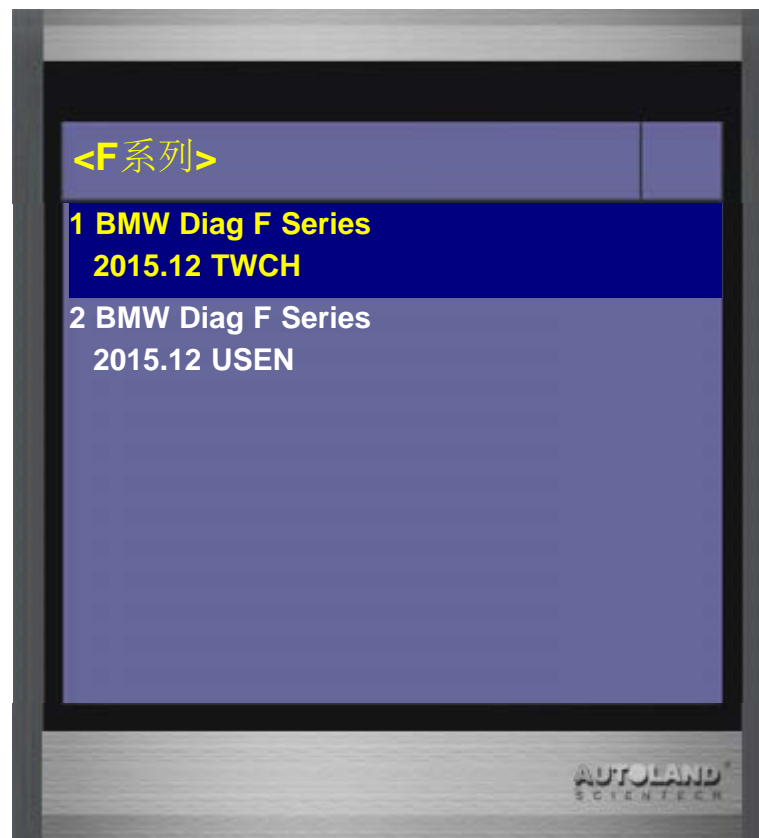 <F系列>
1 BMW Diag F Series
2015.12 TWCH
2 BMW Diag F Series
2015.12 USEN
AUTOLAND
SCIENTECH